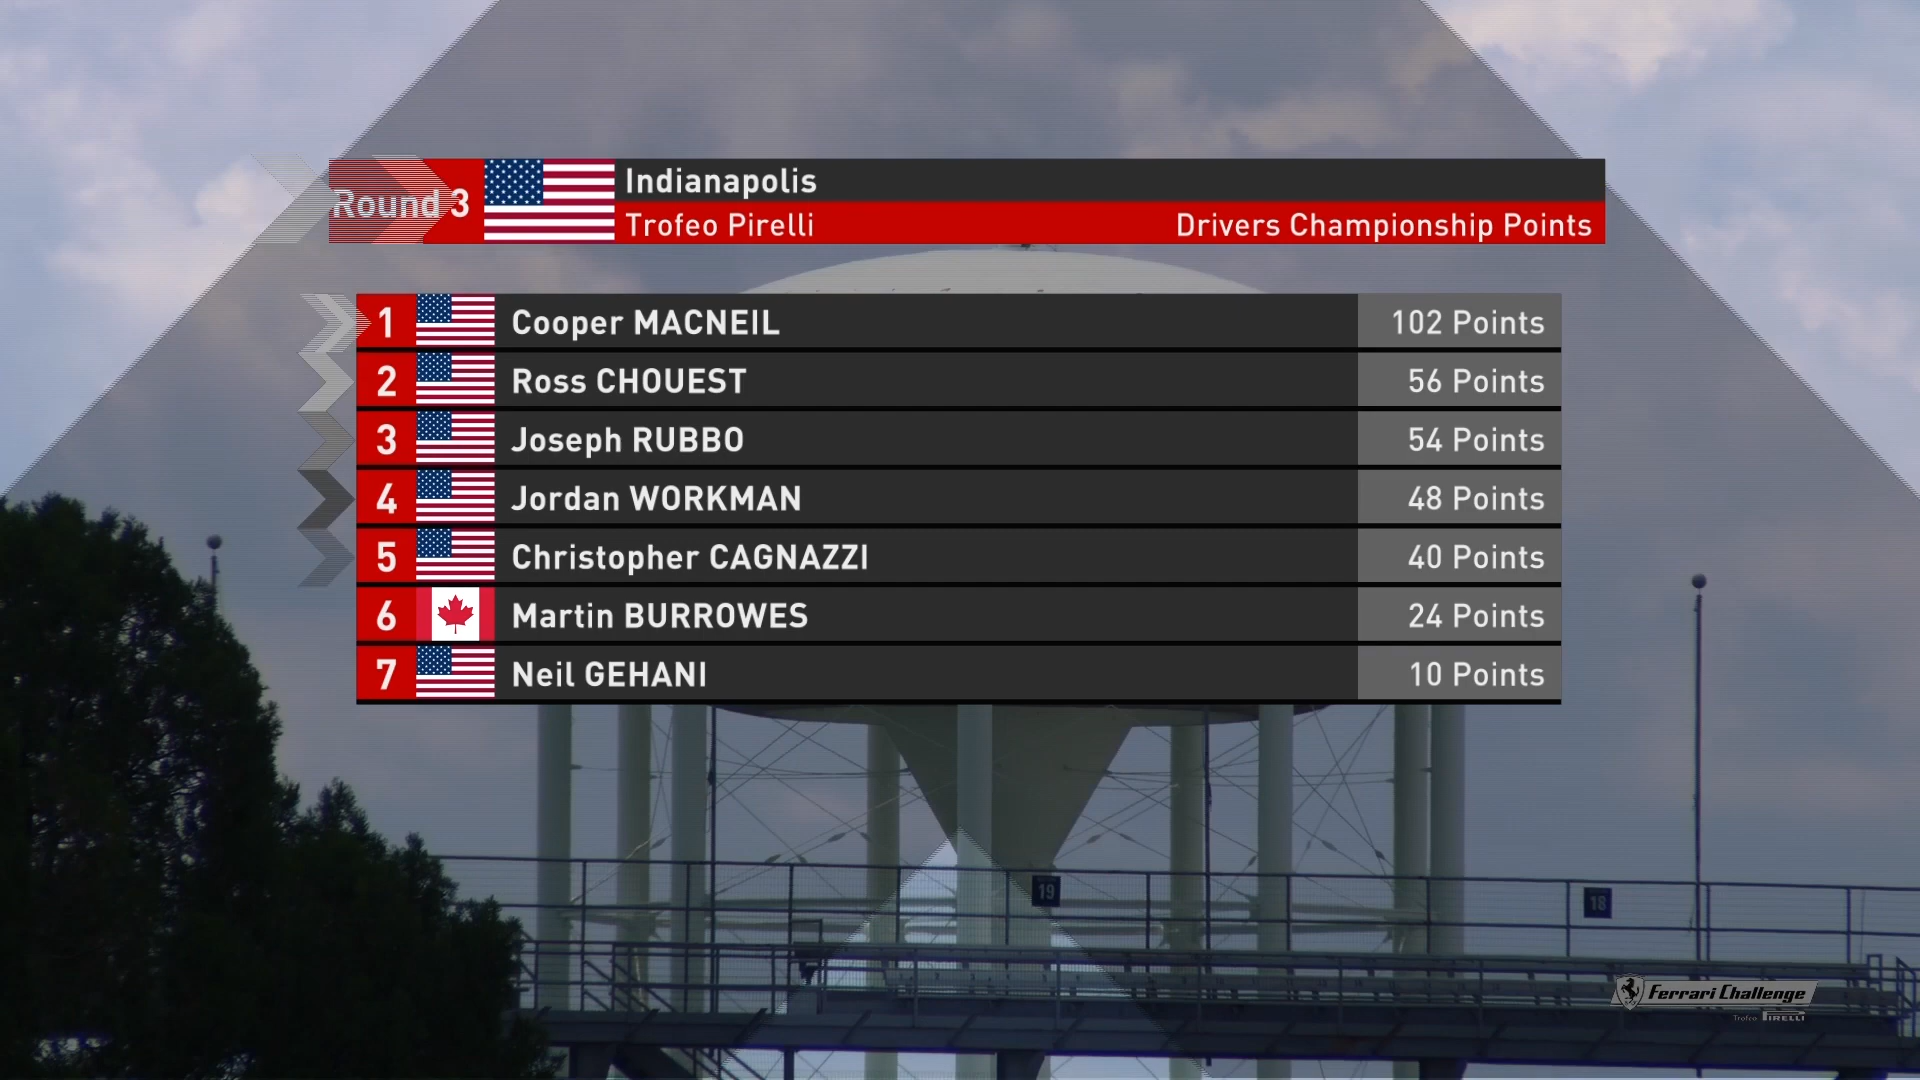 Round 3
Indianapolis
Trofeo Pirelli
Drivers Championship Points
1 Cooper MACNEIL 102 Points
2 Ross CHOUEST 56 Points
3 Joseph RUBBO 54 Points
4 Jordan WORKMAN 48 Points
5 Christopher CAGNAZZI 40 Points
6 Martin BURROWES 24 Points
7 Neil GEHANI 10 Points
19
18
Ferrari Challenge
Trofeo PIRELLI